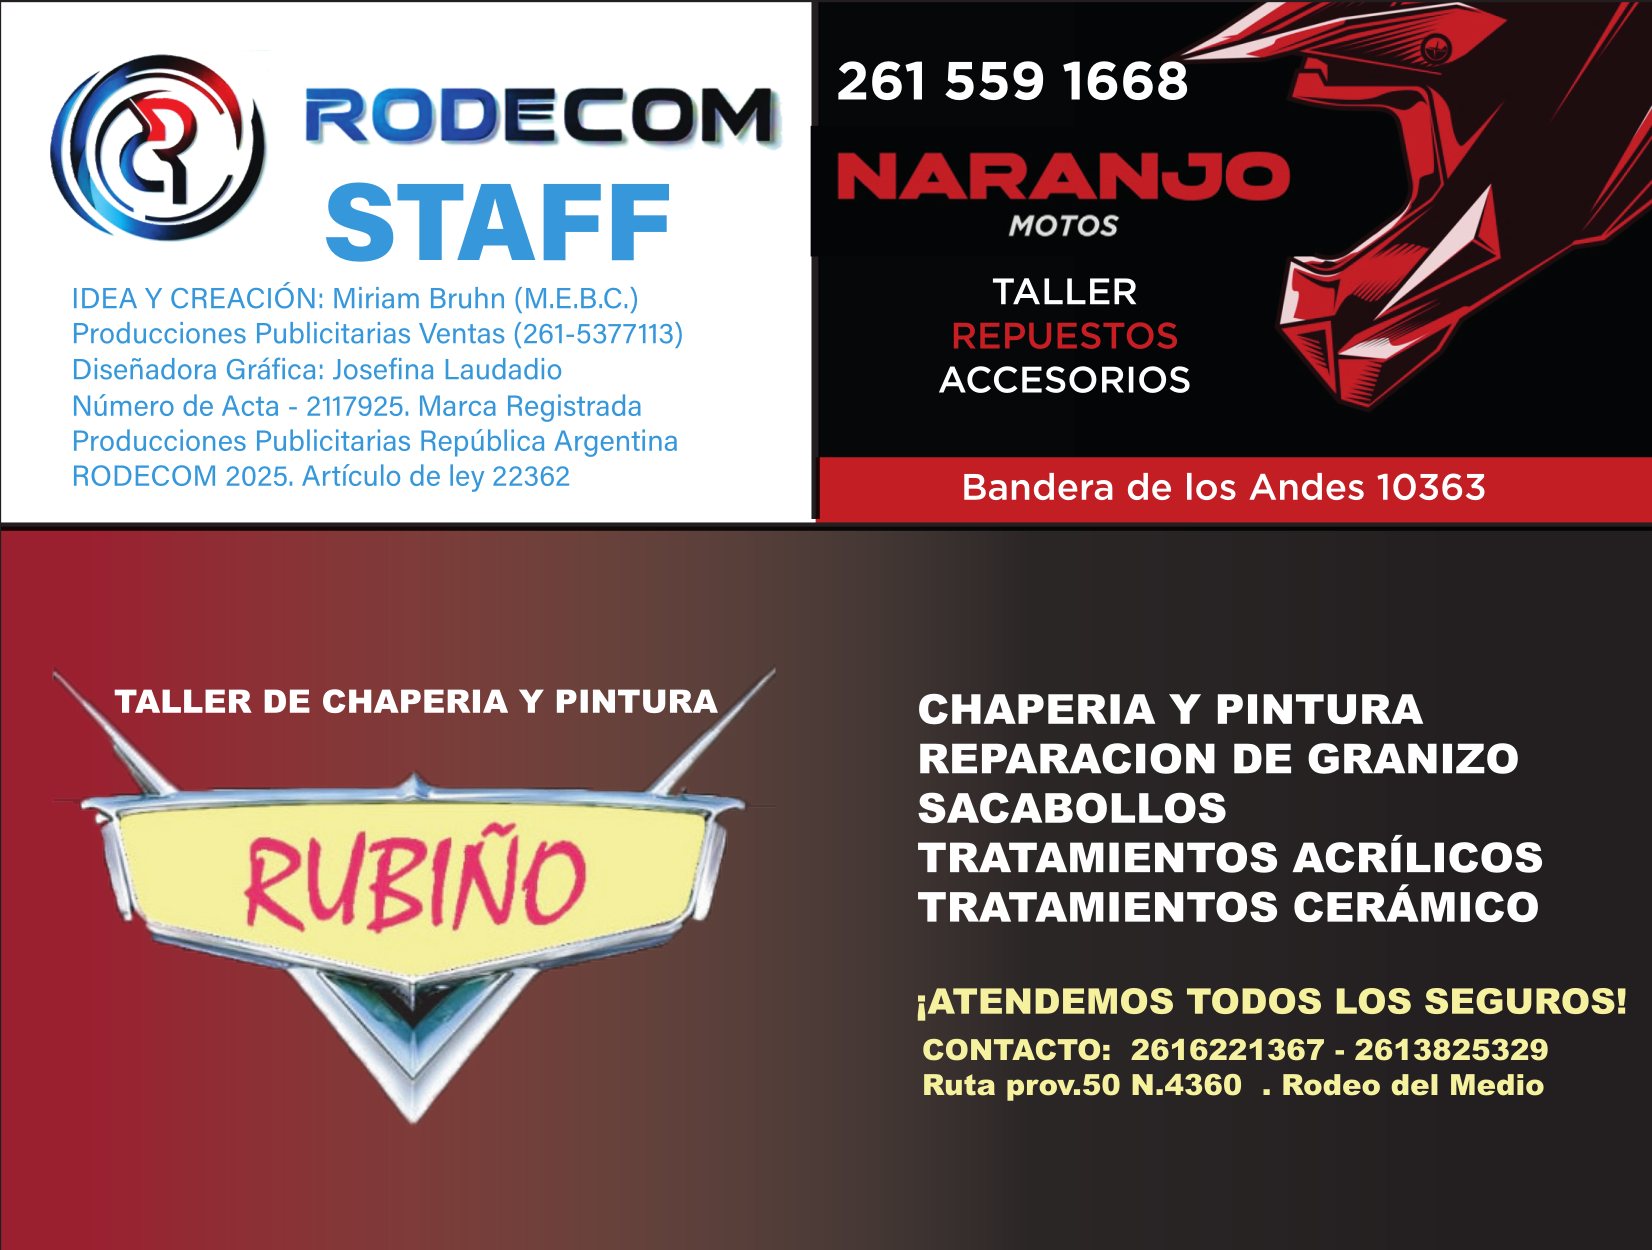 RODECOM
STAFF
IDEA Y CREACIÓN: Miriam Bruhn (M.E.B.C.)
Producciones Publicitarias Ventas (261-5377113)
Diseñadora Gráfica: Josefina Laudadio
Número de Acta - 2117925. Marca Registrada
Producciones Publicitarias República Argentina
RODECOM 2025. Artículo de ley 22362
261 559 1668
NARANJO
MOTOS
TALLER
REPUESTOS
ACCESORIOS
Bandera de los Andes 10363
TALLER DE CHAPERIA Y PINTURA
RUBIÑO
CHAPERIA Y PINTURA
REPARACION DE GRANIZO
SACABOLLOS
TRATAMIENTOS ACRÍLICOS
TRATAMIENTOS CERÁMICO
¡ATENDEMOS TODOS LOS SEGUROS!
CONTACTO: 2616221367 - 2613825329
Ruta prov.50 N.4360 . Rodeo del Medio